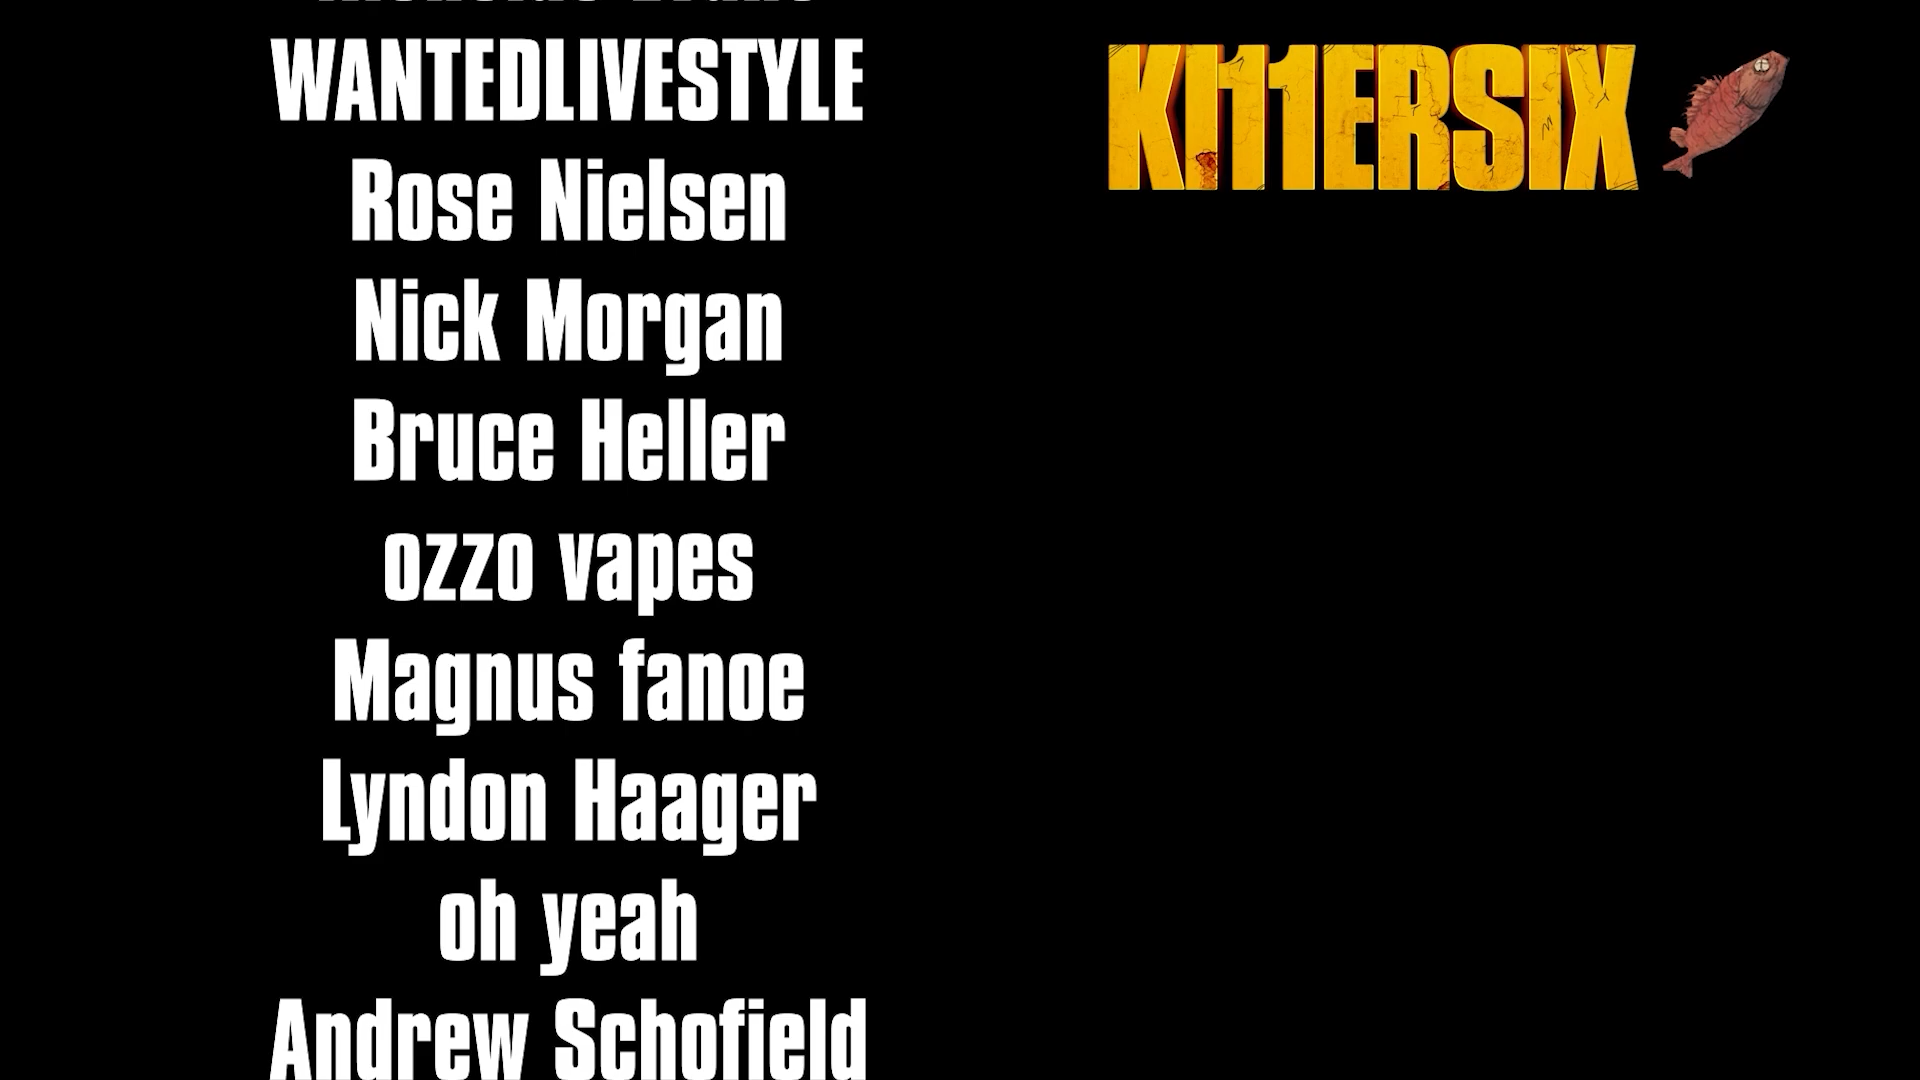 WANTEDLIVESTYLE
Rose Nielsen
Nick Morgan
Bruce Heller
ozzo vapes
Magnus fanoe
Lyndon Haager
oh yeah
Andrew Schofield
KI11ERSIX